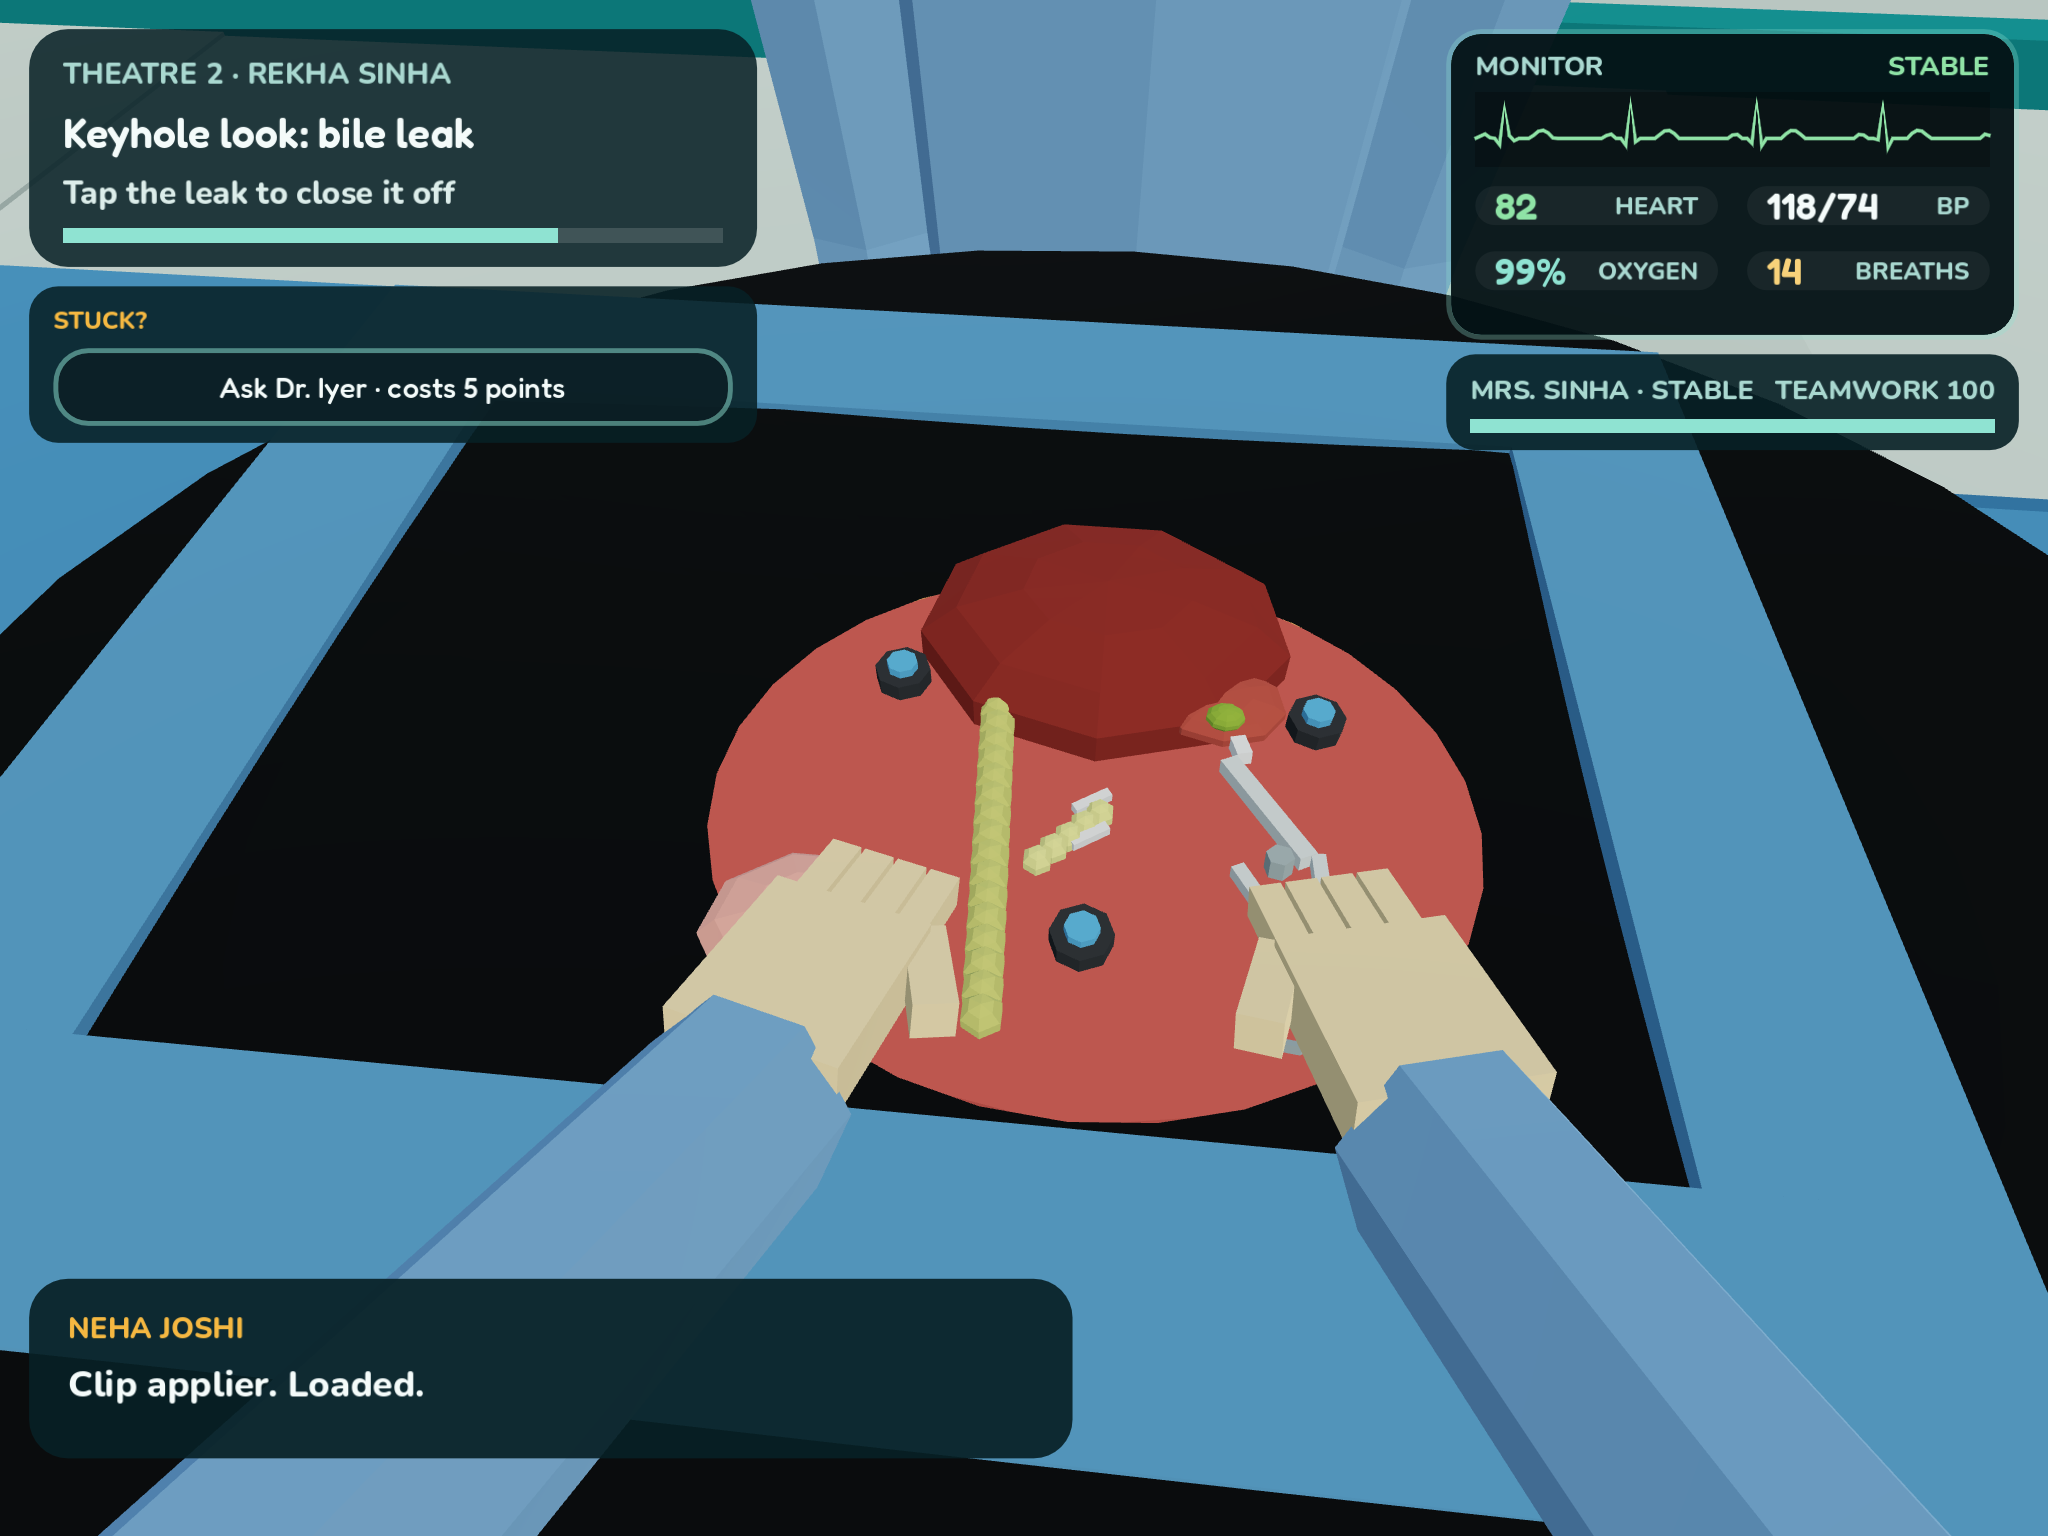 THEATRE 2 · REKHA SINHA
Keyhole look: bile leak
Tap the leak to close it off
STUCK?
Ask Dr. Iyer · costs 5 points
MONITOR STABLE
82 HEART 118/74 BP
99% OXYGEN 14 BREATHS
MRS. SINHA · STABLE TEAMWORK 100
NEHA JOSHI
Clip applier. Loaded.